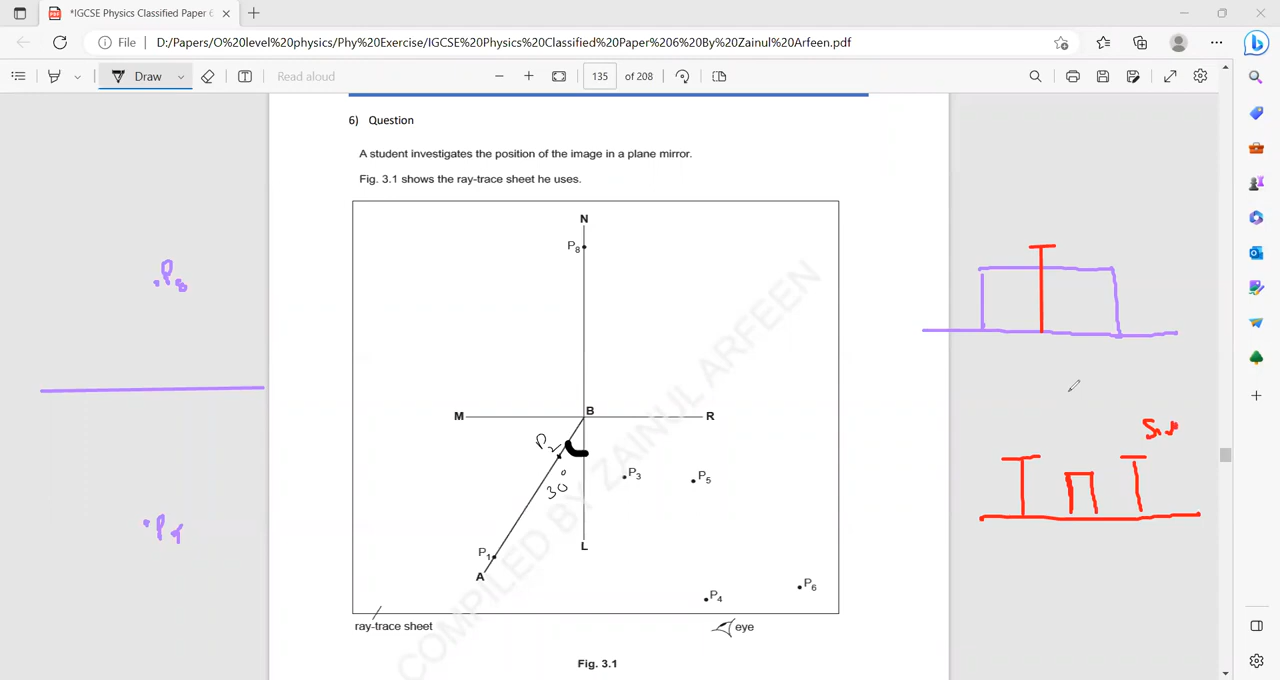 *IGCSE Physics Classified Paper 6
File D:/Papers/O%20level%20physics/Phy%20Exercise/IGCSE%20Physics%20Classified%20Paper%206%20By%20Zainul%20Arfeen.pdf
Draw Read aloud 135 of 208
6) Question
A student investigates the position of the image in a plane mirror.
Fig. 3.1 shows the ray-trace sheet he uses.
N
P8
P8
M B R
P2
P3 P5
30°
L
P1
A
P6
P4
ray-trace sheet eye
Fig. 3.1
COMPILED BY ZAINUL ARFEEN